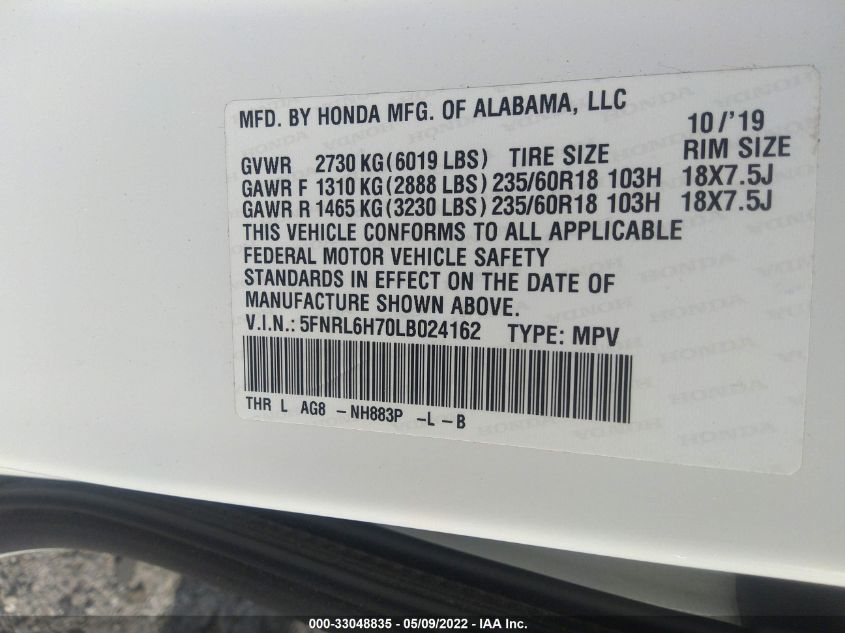 MFD. BY HONDA MFG. OF ALABAMA, LLC
10/'19
GVWR 2730 KG (6019 LBS) TIRE SIZE RIM SIZE
GAWR F 1310 KG (2888 LBS) 235/60R18 103H 18X7.5J
GAWR R 1465 KG (3230 LBS) 235/60R18 103H 18X7.5J
THIS VEHICLE CONFORMS TO ALL APPLICABLE
FEDERAL MOTOR VEHICLE SAFETY
STANDARDS IN EFFECT ON THE DATE OF
MANUFACTURE SHOWN ABOVE.
V.I.N.: 5FNRL6H70LB024162 TYPE: MPV
THR L AG8 -NH883P -L-B
000-33048835 - 05/09/2022 - IAA Inc.